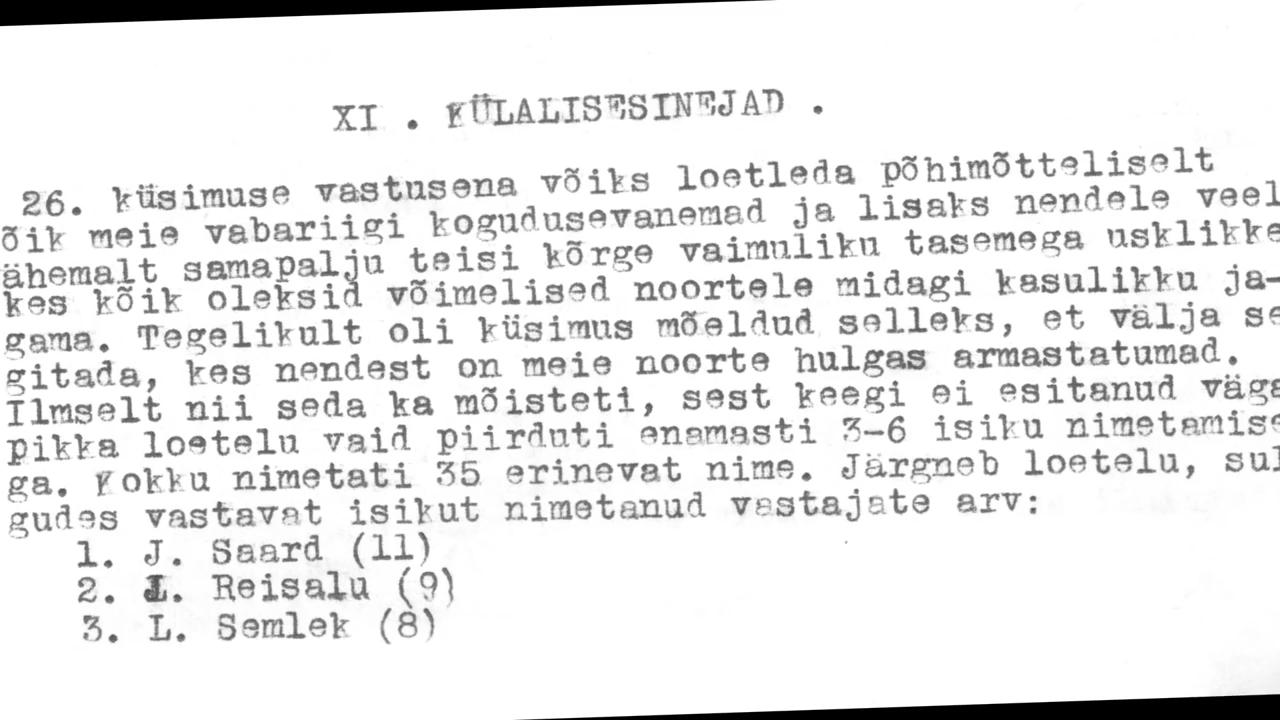 XI . KÜLALISESINEJAD .
26. küsimuse vastusena võiks loetleda põhimõtteliselt
õik meie vabariigi kogudusevanemad ja lisaks nendele veel
ähemalt samapalju teisi kõrge vaimuliku tasemega usklikke
kes kõik oleksid võimelised noortele midagi kasulikku ja-
gama. Tegelikult oli küsimus mõeldud selleks, et välja se
gitada, kes nendest on meie noorte hulgas armastatumad.
Ilmselt nii seda ka mõisteti, sest keegi ei esitanud väga
pikka loetelu vaid piirduti enamasti 3-6 isiku nimetamise
ga. Kokku nimetati 35 erinevat nime. Järgneb loetelu, sul
gudes vastavat isikut nimetanud vastajate arv:
1. J. Saard (11)
2. Reisalu (9)
3. L. Semlek (8)